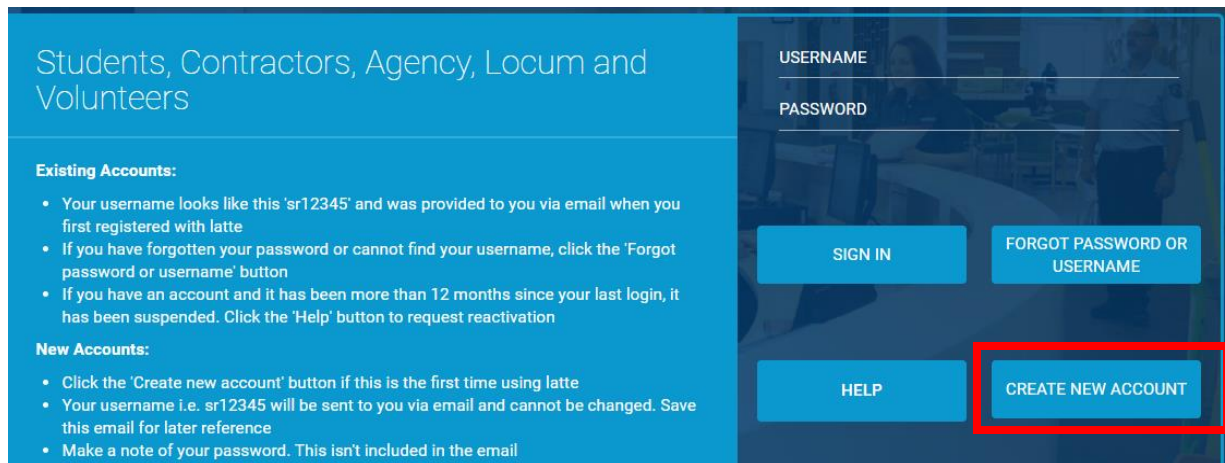 Students, Contractors, Agency, Locum and
Volunteers
Existing Accounts:
• Your username looks like this 'sr12345' and was provided to you via email when you
first registered with latte
• If you have forgotten your password or cannot find your username, click the 'Forgot
password or username' button
• If you have an account and it has been more than 12 months since your last login, it
has been suspended. Click the 'Help' button to request reactivation
New Accounts:
• Click the 'Create new account' button if this is the first time using latte
• Your username i.e. sr12345 will be sent to you via email and cannot be changed. Save
this email for later reference
• Make a note of your password. This isn't included in the email
USERNAME
PASSWORD
SIGN IN
FORGOT PASSWORD OR
USERNAME
HELP
CREATE NEW ACCOUNT